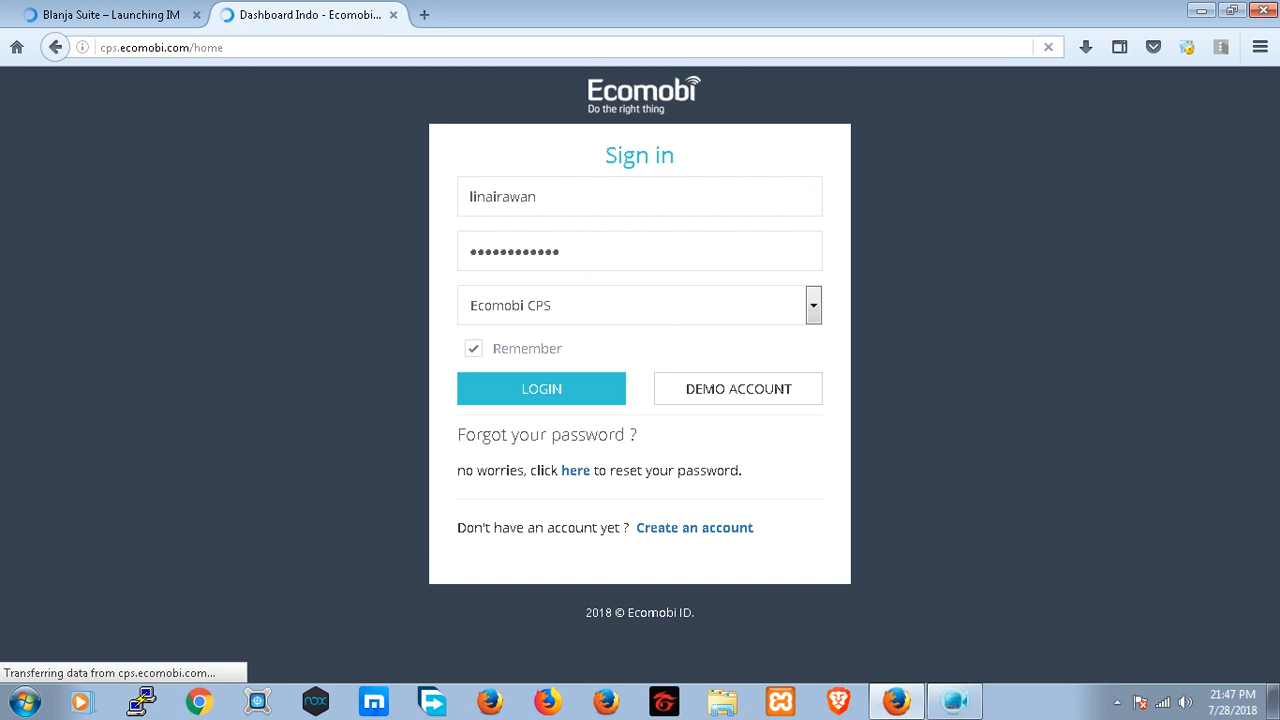 Blanja Suite – Launching IM
Dashboard Indo - Ecomobi...
cps.ecomobi.com/home
Ecomobi
Do the right thing
Sign in
linairawan
••••••••••••
Ecomobi CPS
Remember
LOGIN
DEMO ACCOUNT
Forgot your password ?
no worries, click here to reset your password.
Don't have an account yet ? Create an account
2018 © Ecomobi ID.
Transferring data from cps.ecomobi.com...
nox
21:47 PM
7/28/2018